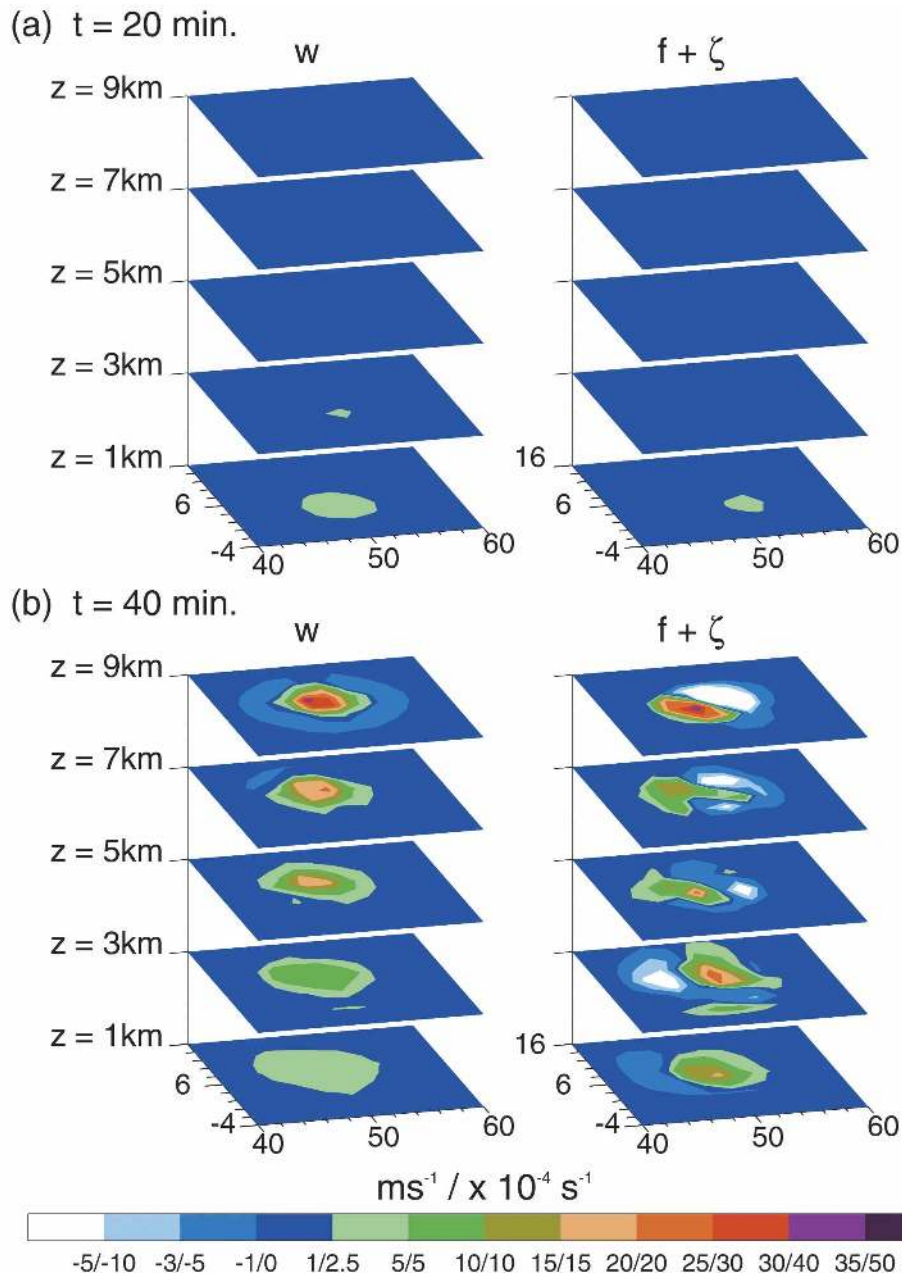 (a) t = 20 min.
w
f + ζ
z = 9km
z = 7km
z = 5km
z = 3km
z = 1km
16
6
6
-4
-4
40
50
60
40
50
60
(b) t = 40 min.
w
f + ζ
z = 9km
z = 7km
z = 5km
z = 3km
z = 1km
16
6
6
-4
-4
40
50
60
40
50
60
ms⁻¹ / x 10⁻⁴ s⁻¹
-5/-10 -3/-5 -1/0 1/2.5 5/5 10/10 15/15 20/20 25/30 30/40 35/50